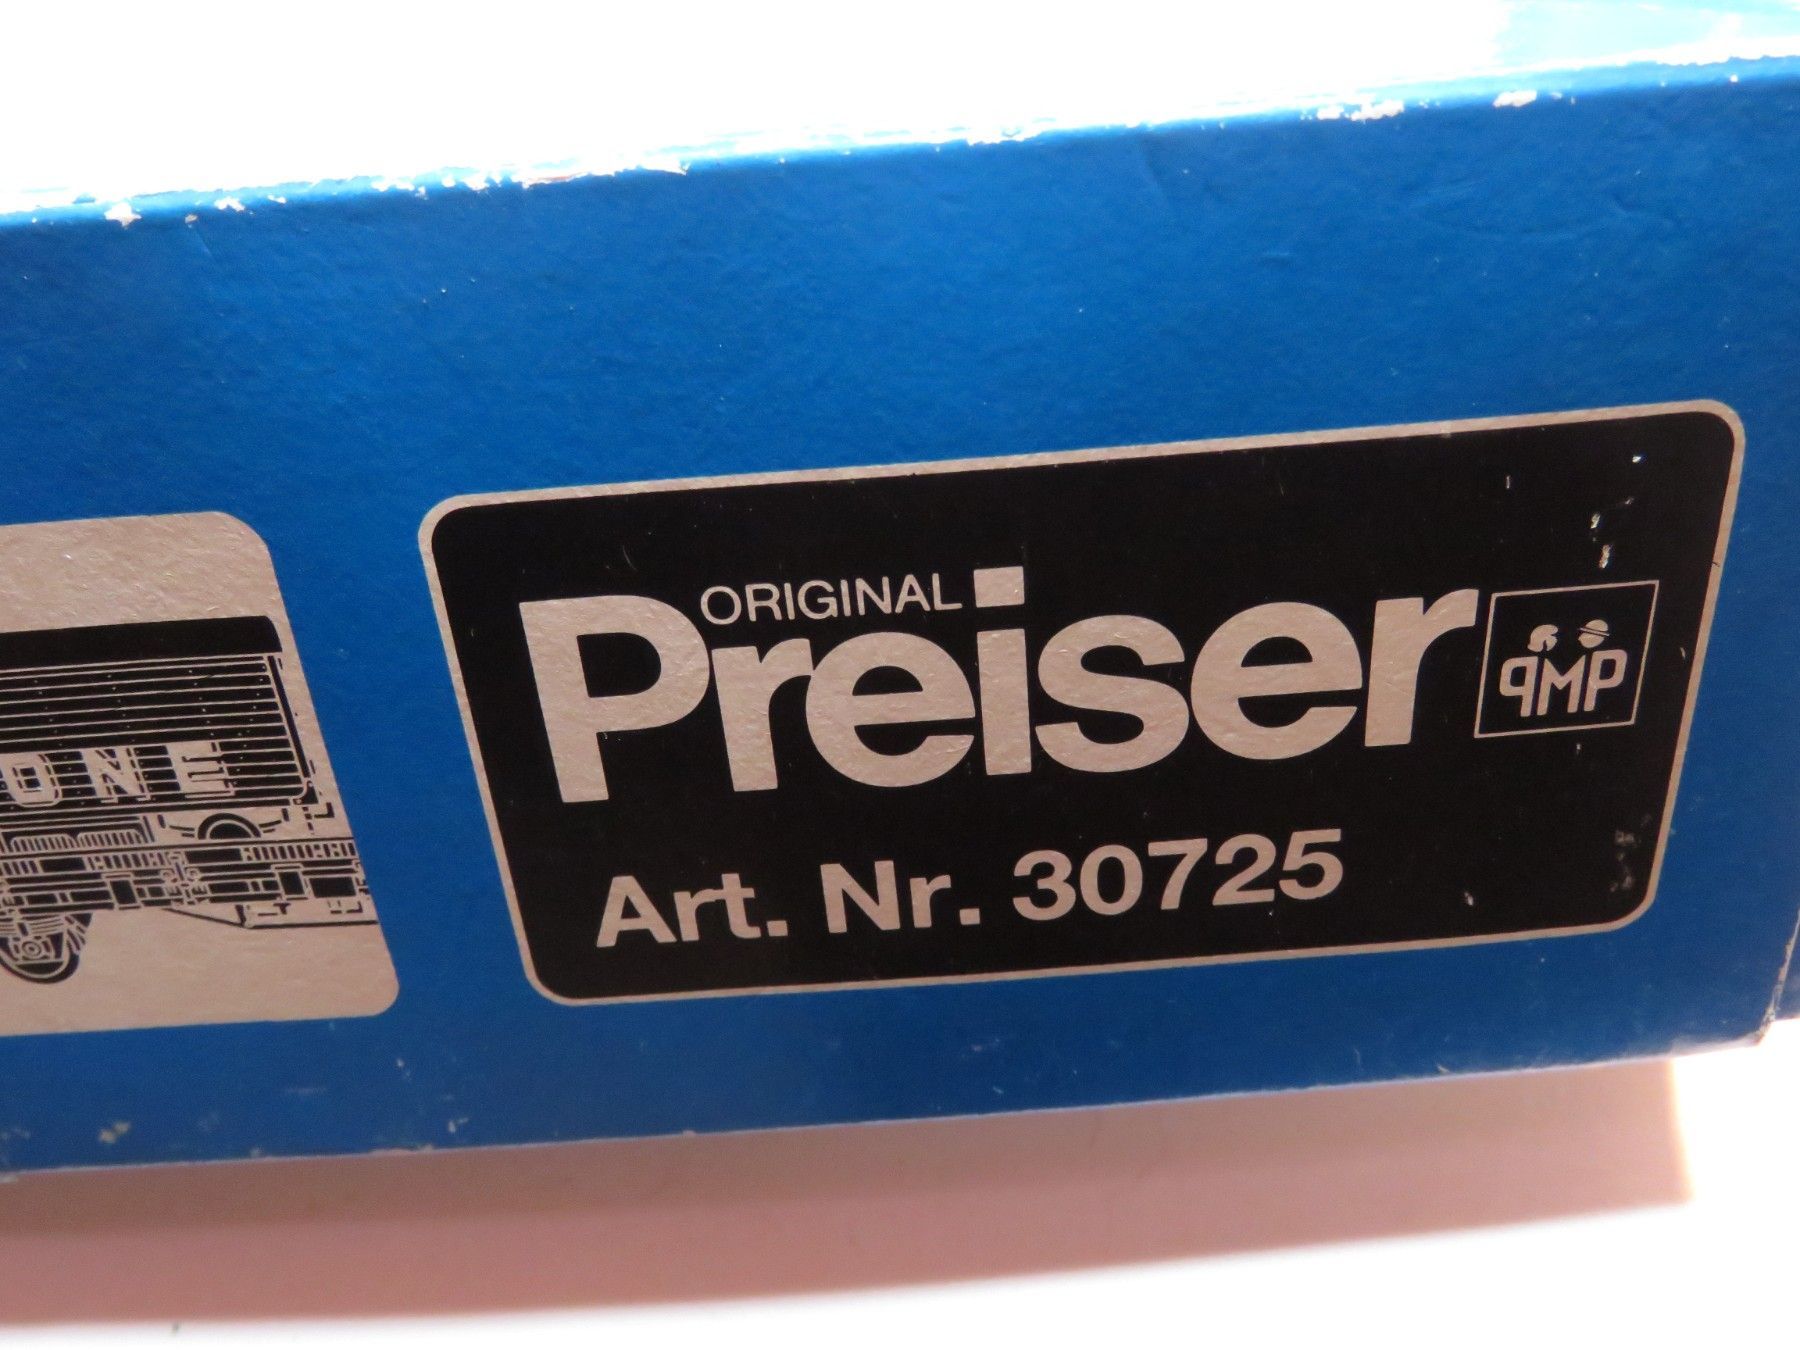 ORIGINAL
Preiser
PMP
Art. Nr. 30725
ONE